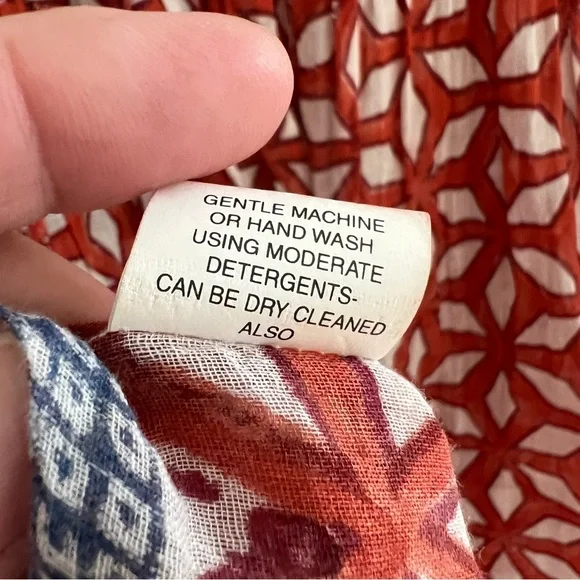 GENTLE MACHINE
OR HAND WASH
USING MODERATE
DETERGENTS-
CAN BE DRY CLEANED
ALSO